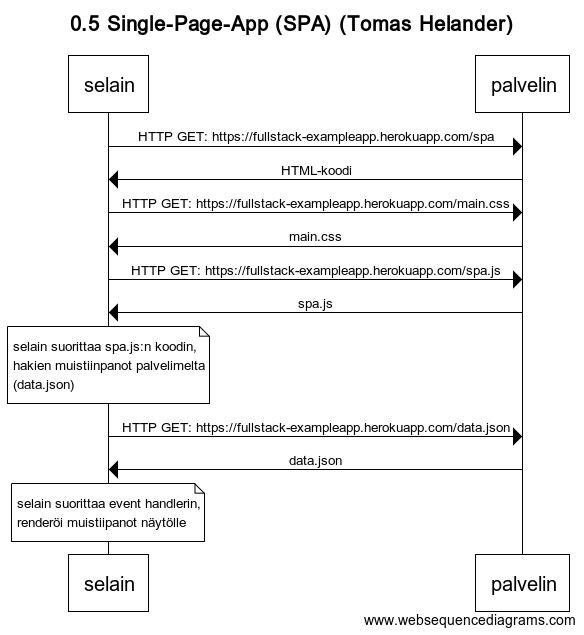 0.5 Single-Page-App (SPA) (Tomas Helander)
selain palvelin
HTTP GET: https://fullstack-exampleapp.herokuapp.com/spa
HTML-koodi
HTTP GET: https://fullstack-exampleapp.herokuapp.com/main.css
main.css
HTTP GET: https://fullstack-exampleapp.herokuapp.com/spa.js
spa.js
selain suorittaa spa.js:n koodin,
hakien muistiinpanot palvelimelta
(data.json)
HTTP GET: https://fullstack-exampleapp.herokuapp.com/data.json
data.json
selain suorittaa event handlerin,
renderöi muistiipanot näytölle
selain palvelin
www.websequencediagrams.com